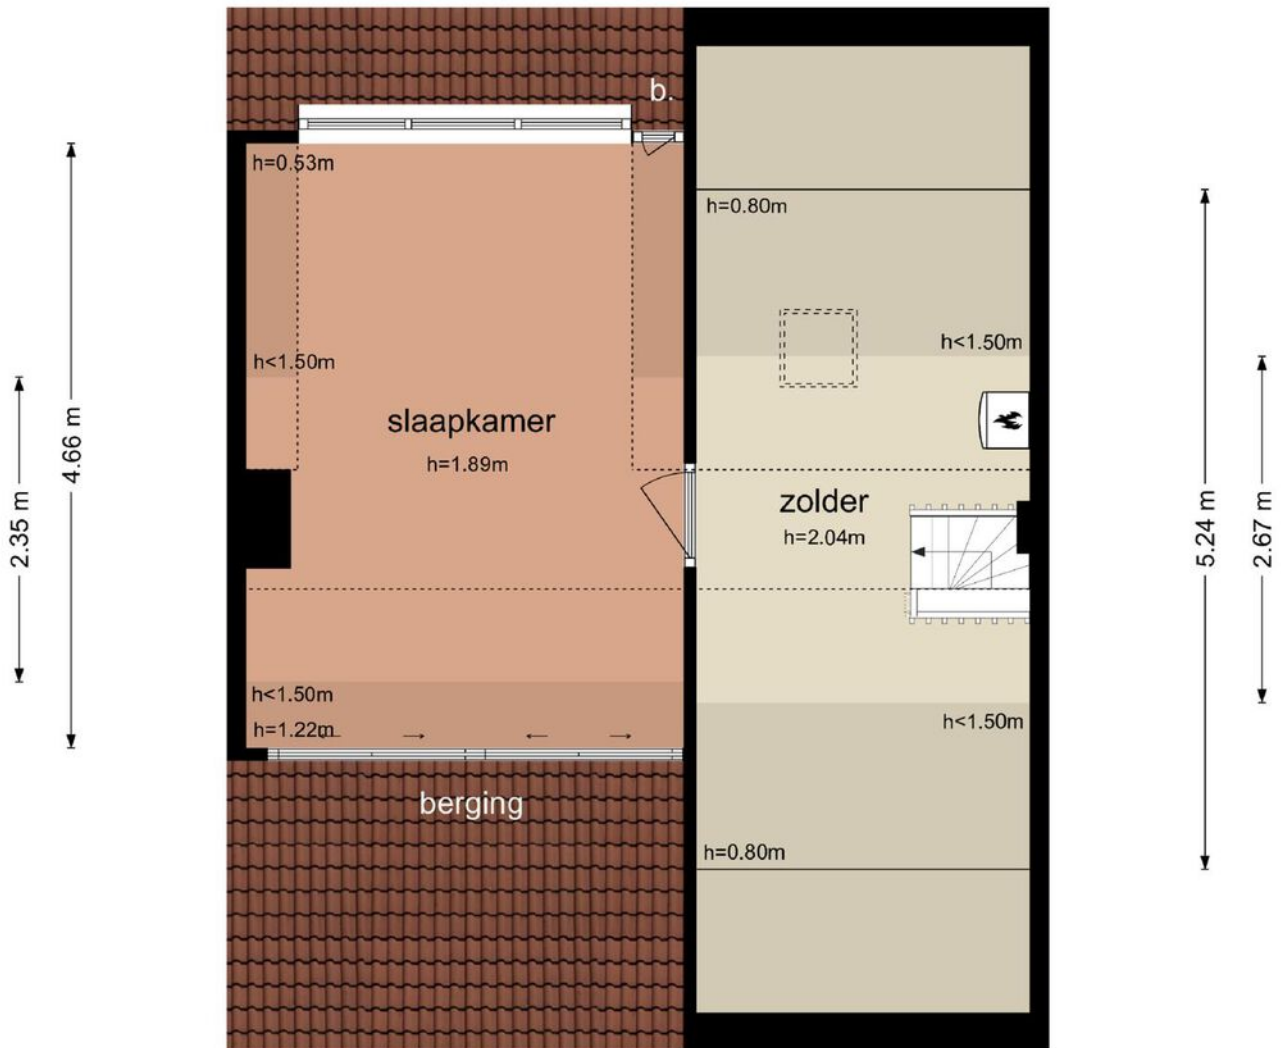 b.
h=0.53m
h=0.80m
h<1.50m
h<1.50m
slaapkamer
h=1.89m
zolder
h=2.04m
2.35 m
4.66 m
5.24 m
2.67 m
h<1.50m
h=1.22m
h<1.50m
berging
h=0.80m